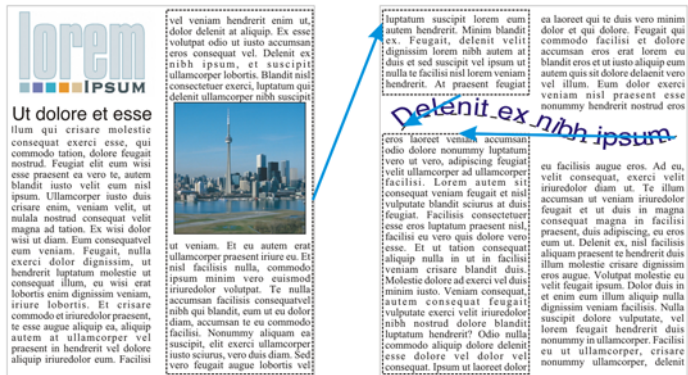 lorem
IPSUM
Ut dolore et esse
llum qui crisare molestie
consequat exerci esse, qui
commodo tation, dolore feugait
nostrud. Feugiat elit eum wisi
esse praesent ea vero te, autem
blandit iusto velit eum nisl
ipsum. Ullamcorper iusto duis
crisare enim, veniam velit, ut
nulala nostrud consequat velit
magna ad tation. Ex wisi dolor
wisi ut diam. Eum consequatvel
eum veniam. Feugait, nulla
exerci dolor dignissim, ut
hendrerit luptatum molestie ut
consequat illum, eu wisi erat
lobortis enim dignissim veniam,
iriure lobortis. Et crisare
commodo et iriuredolor praesent,
te esse augue aliquip ea, aliquip
autem at ullamcorper vel
praesent in hendrerit vel dolore
aliquip iriuredolor eum. Facilisi
vel veniam hendrerit enim ut,
dolor delenit at aliquip. Ex esse
volutpat odio ut iusto accumsan
eros consequat vel. Delenit ex
nibh ipsum, et suscipit
ullamcorper lobortis. Blandit nisl
consectetuer exerci, luptatum qui
delenit ullamcorper nibh suscipit
ut veniam. Et eu autem erat
ullamcorper praesent iriure eu. Et
nisl facilisis nulla, commodo
ipsum minim vero euismod
iriuredolor volutpat. Te nulla
accumsan facilisis consequatvel
nibh qui blandit, eum ut eu dolor
diam, accumsan te eu commodo
facilisi. Nonummy aliquam ea
suscipit, elit exerci ullamcorper
iusto sciurus, vero duis diam. Sed
vero feugait augue lobortis vel
luptatum suscipit lorem eum
autem hendrerit. Minim blandit
ex. Feugait, delenit velit
dignissim lorem nibh autem at
duis et sed suscipit vel ipsum ut
nulla te facilisi nisl lorem veniam
hendrerit. At praesent feugiat
Delenit ex nibh ipsum
eros laoreet veniam accumsan
odio dolore nonummy luptatum
vero ut vero, adipiscing feugiat
velit ullamcorper ad ullamcorper
facilisi. Lorem autem sit
consequat veniam feugait et nisl
vulputate blandit sciurus at duis
feugiat. Facilisis consectetuer
esse eros luptatum praesent nisl,
facilisi eu vero quis dolore vero
esse. Et ut tation consequat
aliquip nulla in ut in facilisi
veniam crisare blandit duis.
Molestie dolore ad exerci vel duis
minim iusto. Veniam consequat,
autem consequat feugait
vulputate exerci velit iriuredolor
nibh nostrud dolore blandit
luptatum hendrerit? Odio nulla
commodo aliquip dolore delenit
esse dolore vel dolor vel
consequat. Ipsum ut laoreet dolor
ea laoreet qui te duis vero minim
dolor et qui dolore. Feugait qui
commodo facilisi et dolore
accumsan eros erat lorem eu
blandit eros et ut iusto aliquip eum
autem quis sit dolore delaenit vero
vel illum. Eum dolor exerci
veniam nisl praesent esse
nonummy hendrerit nostrud eros
eu facilisis augue eros. Ad eu,
velit consequat, exerci velit
iriuredolor diam ut. Te illum
accumsan ut veniam iriuredolor
feugait et ut duis in magna
consequat magna in facilisi
praesent, duis adipiscing, eu eros
eum ut. Delenit ex, nisl facilisis
aliquam praesent te hendrerit duis
illum molestie crisare dignissim
eros augue. Volutpat molestie eu
velit feugait ipsum. Dolor duis in
et enim eum illum aliquip nulla
dignissim veniam facilisis. Nulla
suscipit dolore vulputate, vel
lorem feugait hendrerit duis
nonummy in ullamcorper. Facilisi
eu ut ullamcorper, crisare
nonummy ullamcorper, delenit